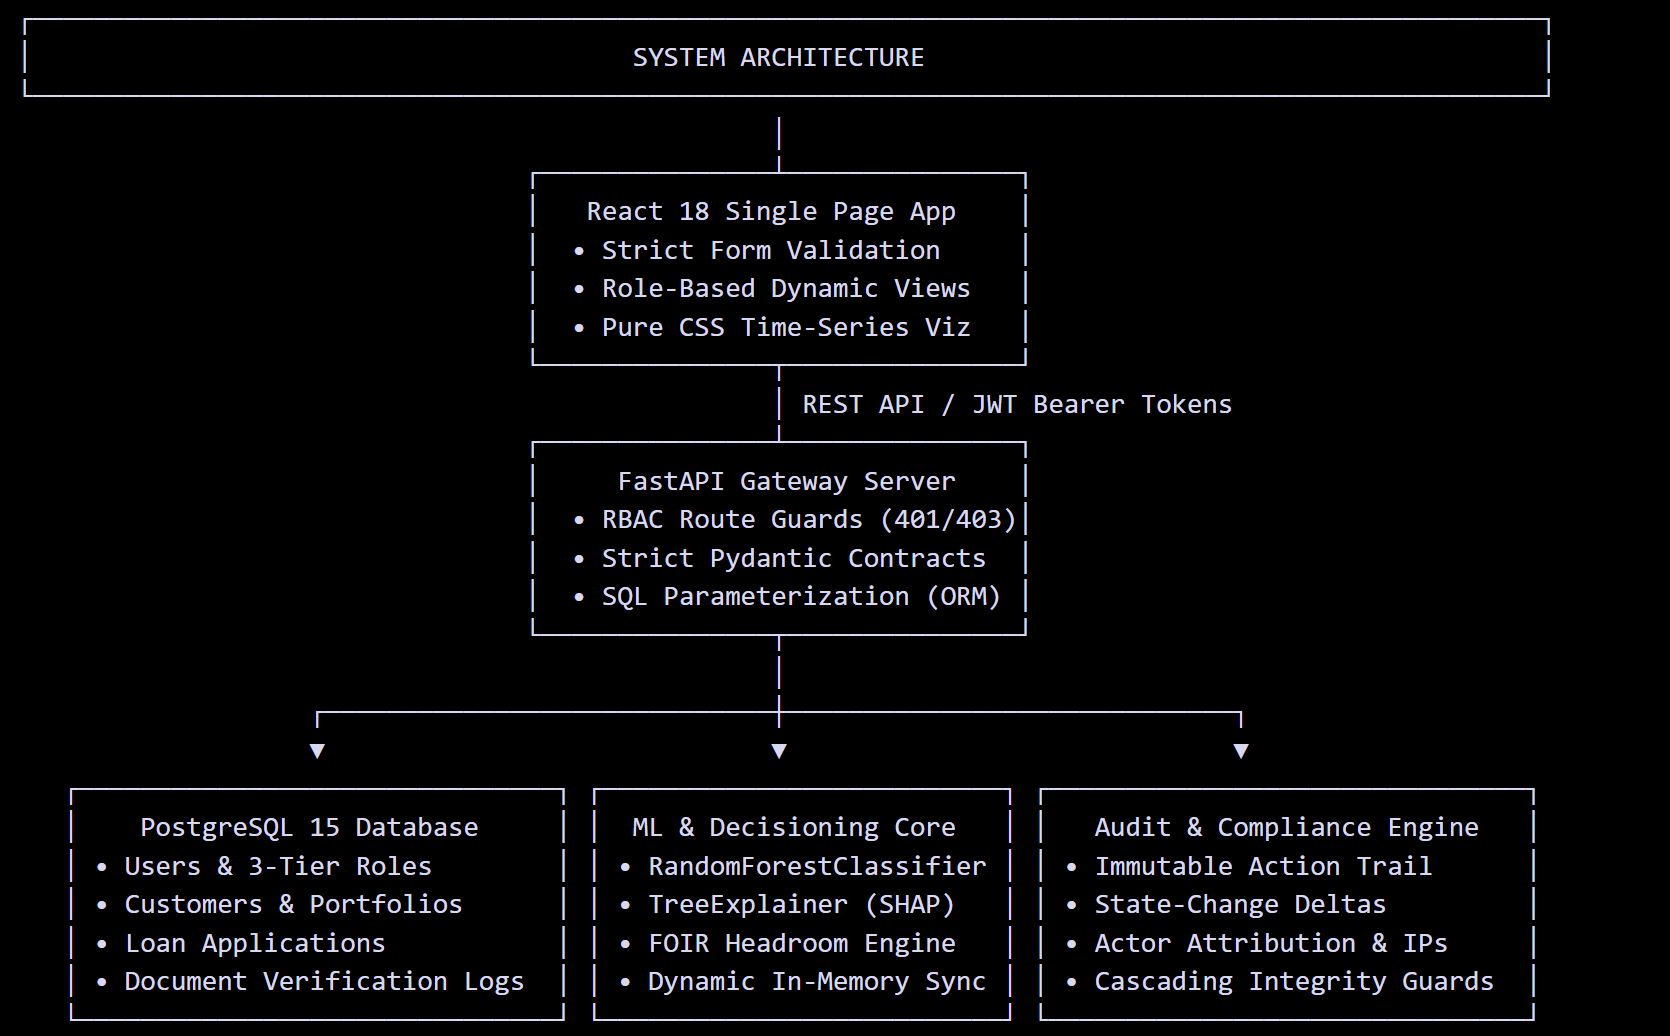 SYSTEM ARCHITECTURE
React 18 Single Page App
• Strict Form Validation
• Role-Based Dynamic Views
• Pure CSS Time-Series Viz
REST API / JWT Bearer Tokens
FastAPI Gateway Server
• RBAC Route Guards (401/403)
• Strict Pydantic Contracts
• SQL Parameterization (ORM)
PostgreSQL 15 Database
• Users & 3-Tier Roles
• Customers & Portfolios
• Loan Applications
• Document Verification Logs
ML & Decisioning Core
• RandomForestClassifier
• TreeExplainer (SHAP)
• FOIR Headroom Engine
• Dynamic In-Memory Sync
Audit & Compliance Engine
• Immutable Action Trail
• State-Change Deltas
• Actor Attribution & IPs
• Cascading Integrity Guards